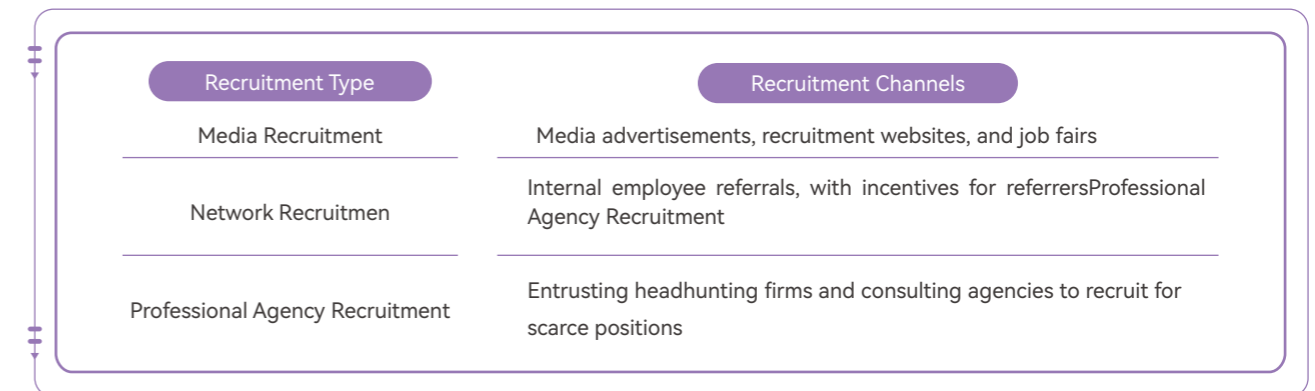 Recruitment Type
Recruitment Channels
Media Recruitment
Media advertisements, recruitment websites, and job fairs
Network Recruitmen
Internal employee referrals, with incentives for referrersProfessional
Agency Recruitment
Professional Agency Recruitment
Entrusting headhunting firms and consulting agencies to recruit for
scarce positions